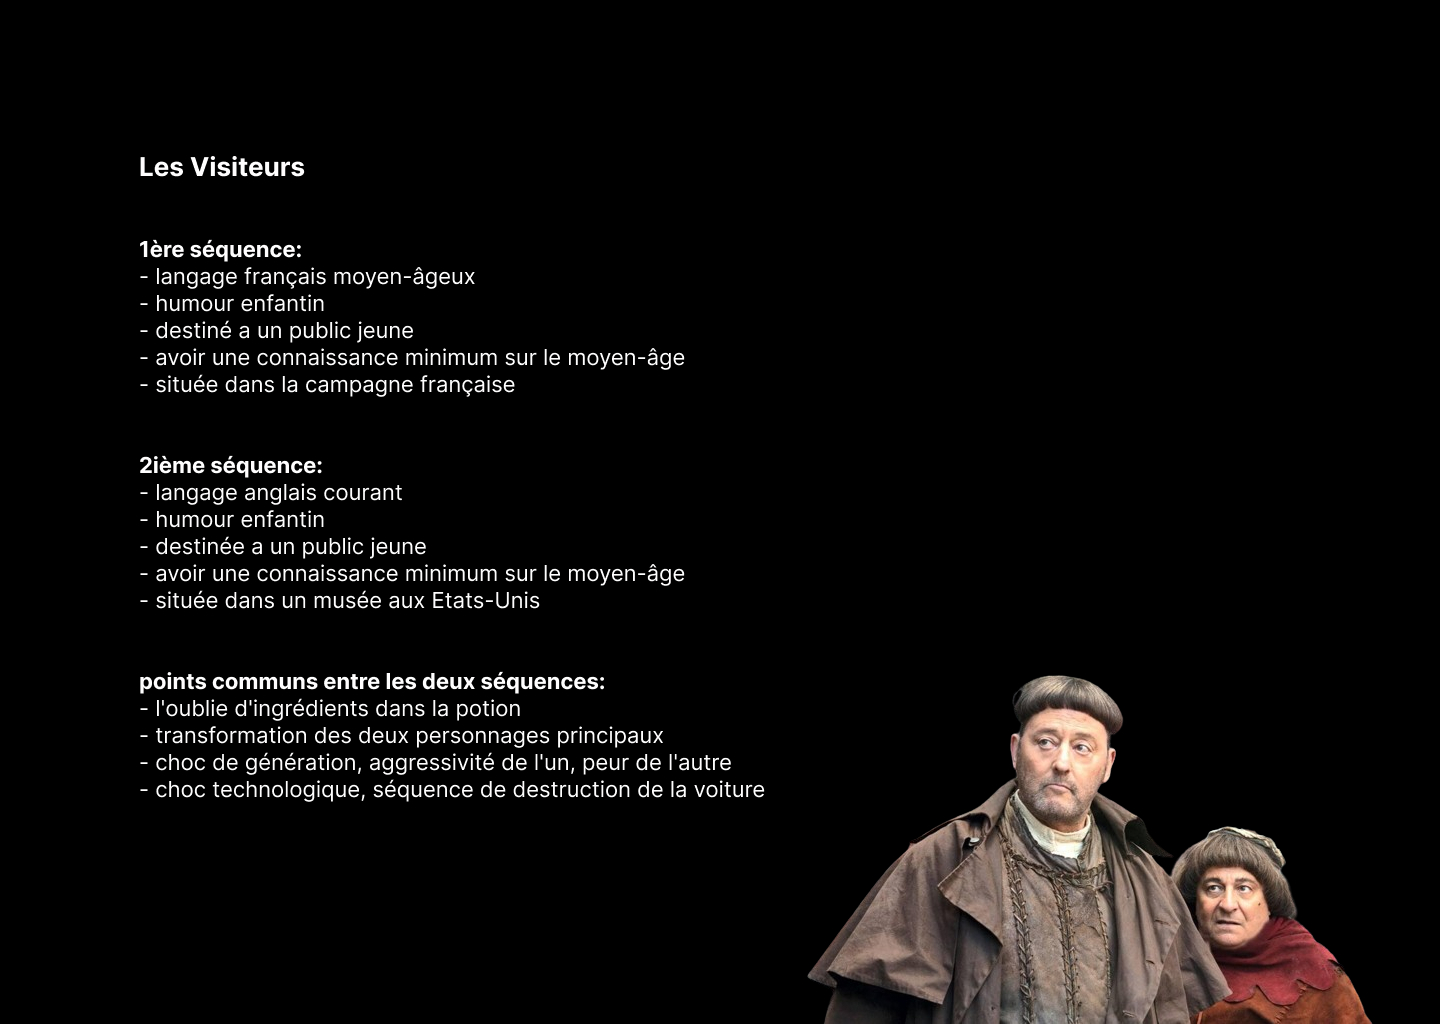 Les Visiteurs
1ère séquence:
- langage français moyen-âgeux
- humour enfantin
- destiné a un public jeune
- avoir une connaissance minimum sur le moyen-âge
- située dans la campagne française
2ième séquence:
- langage anglais courant
- humour enfantin
- destinée a un public jeune
- avoir une connaissance minimum sur le moyen-âge
- située dans un musée aux Etats-Unis
points communs entre les deux séquences:
- l'oublie d'ingrédients dans la potion
- transformation des deux personnages principaux
- choc de génération, aggressivité de l'un, peur de l'autre
- choc technologique, séquence de destruction de la voiture